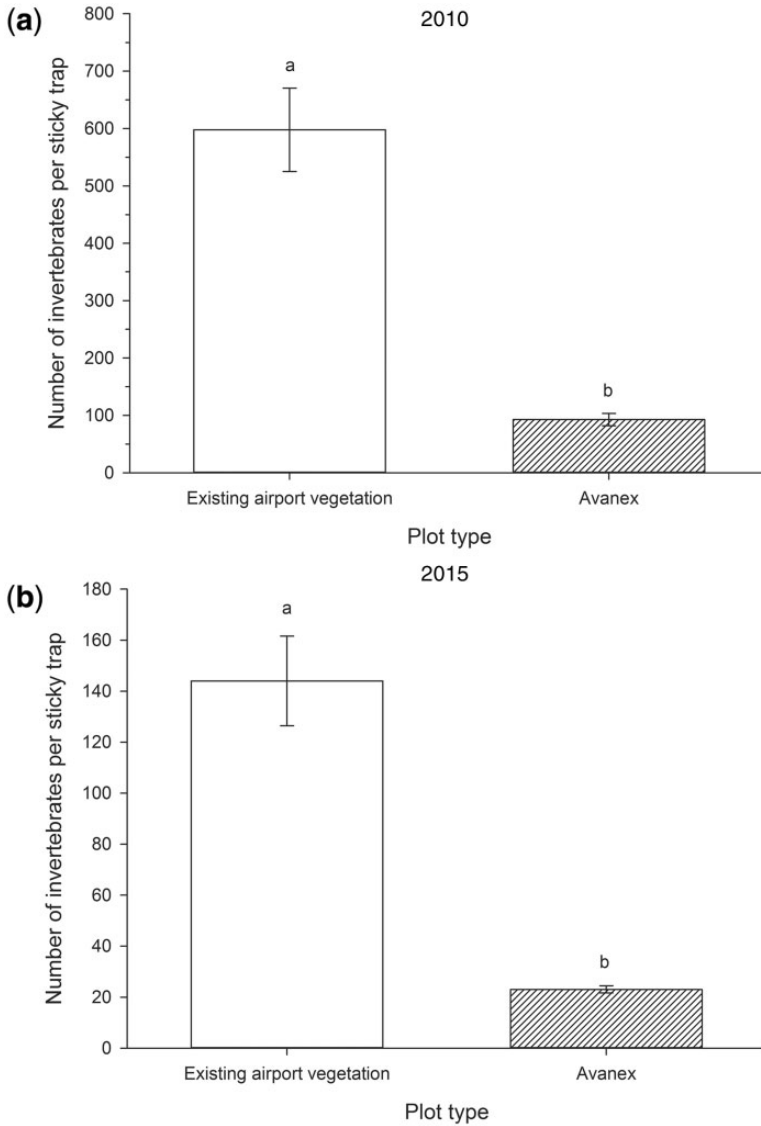 (a)
2010
Number of invertebrates per sticky trap
800
700
600
500
400
300
200
100
0
a
b
Existing airport vegetation
Avanex
Plot type
(b)
2015
Number of invertebrates per sticky trap
180
160
140
120
100
80
60
40
20
0
a
b
Existing airport vegetation
Avanex
Plot type